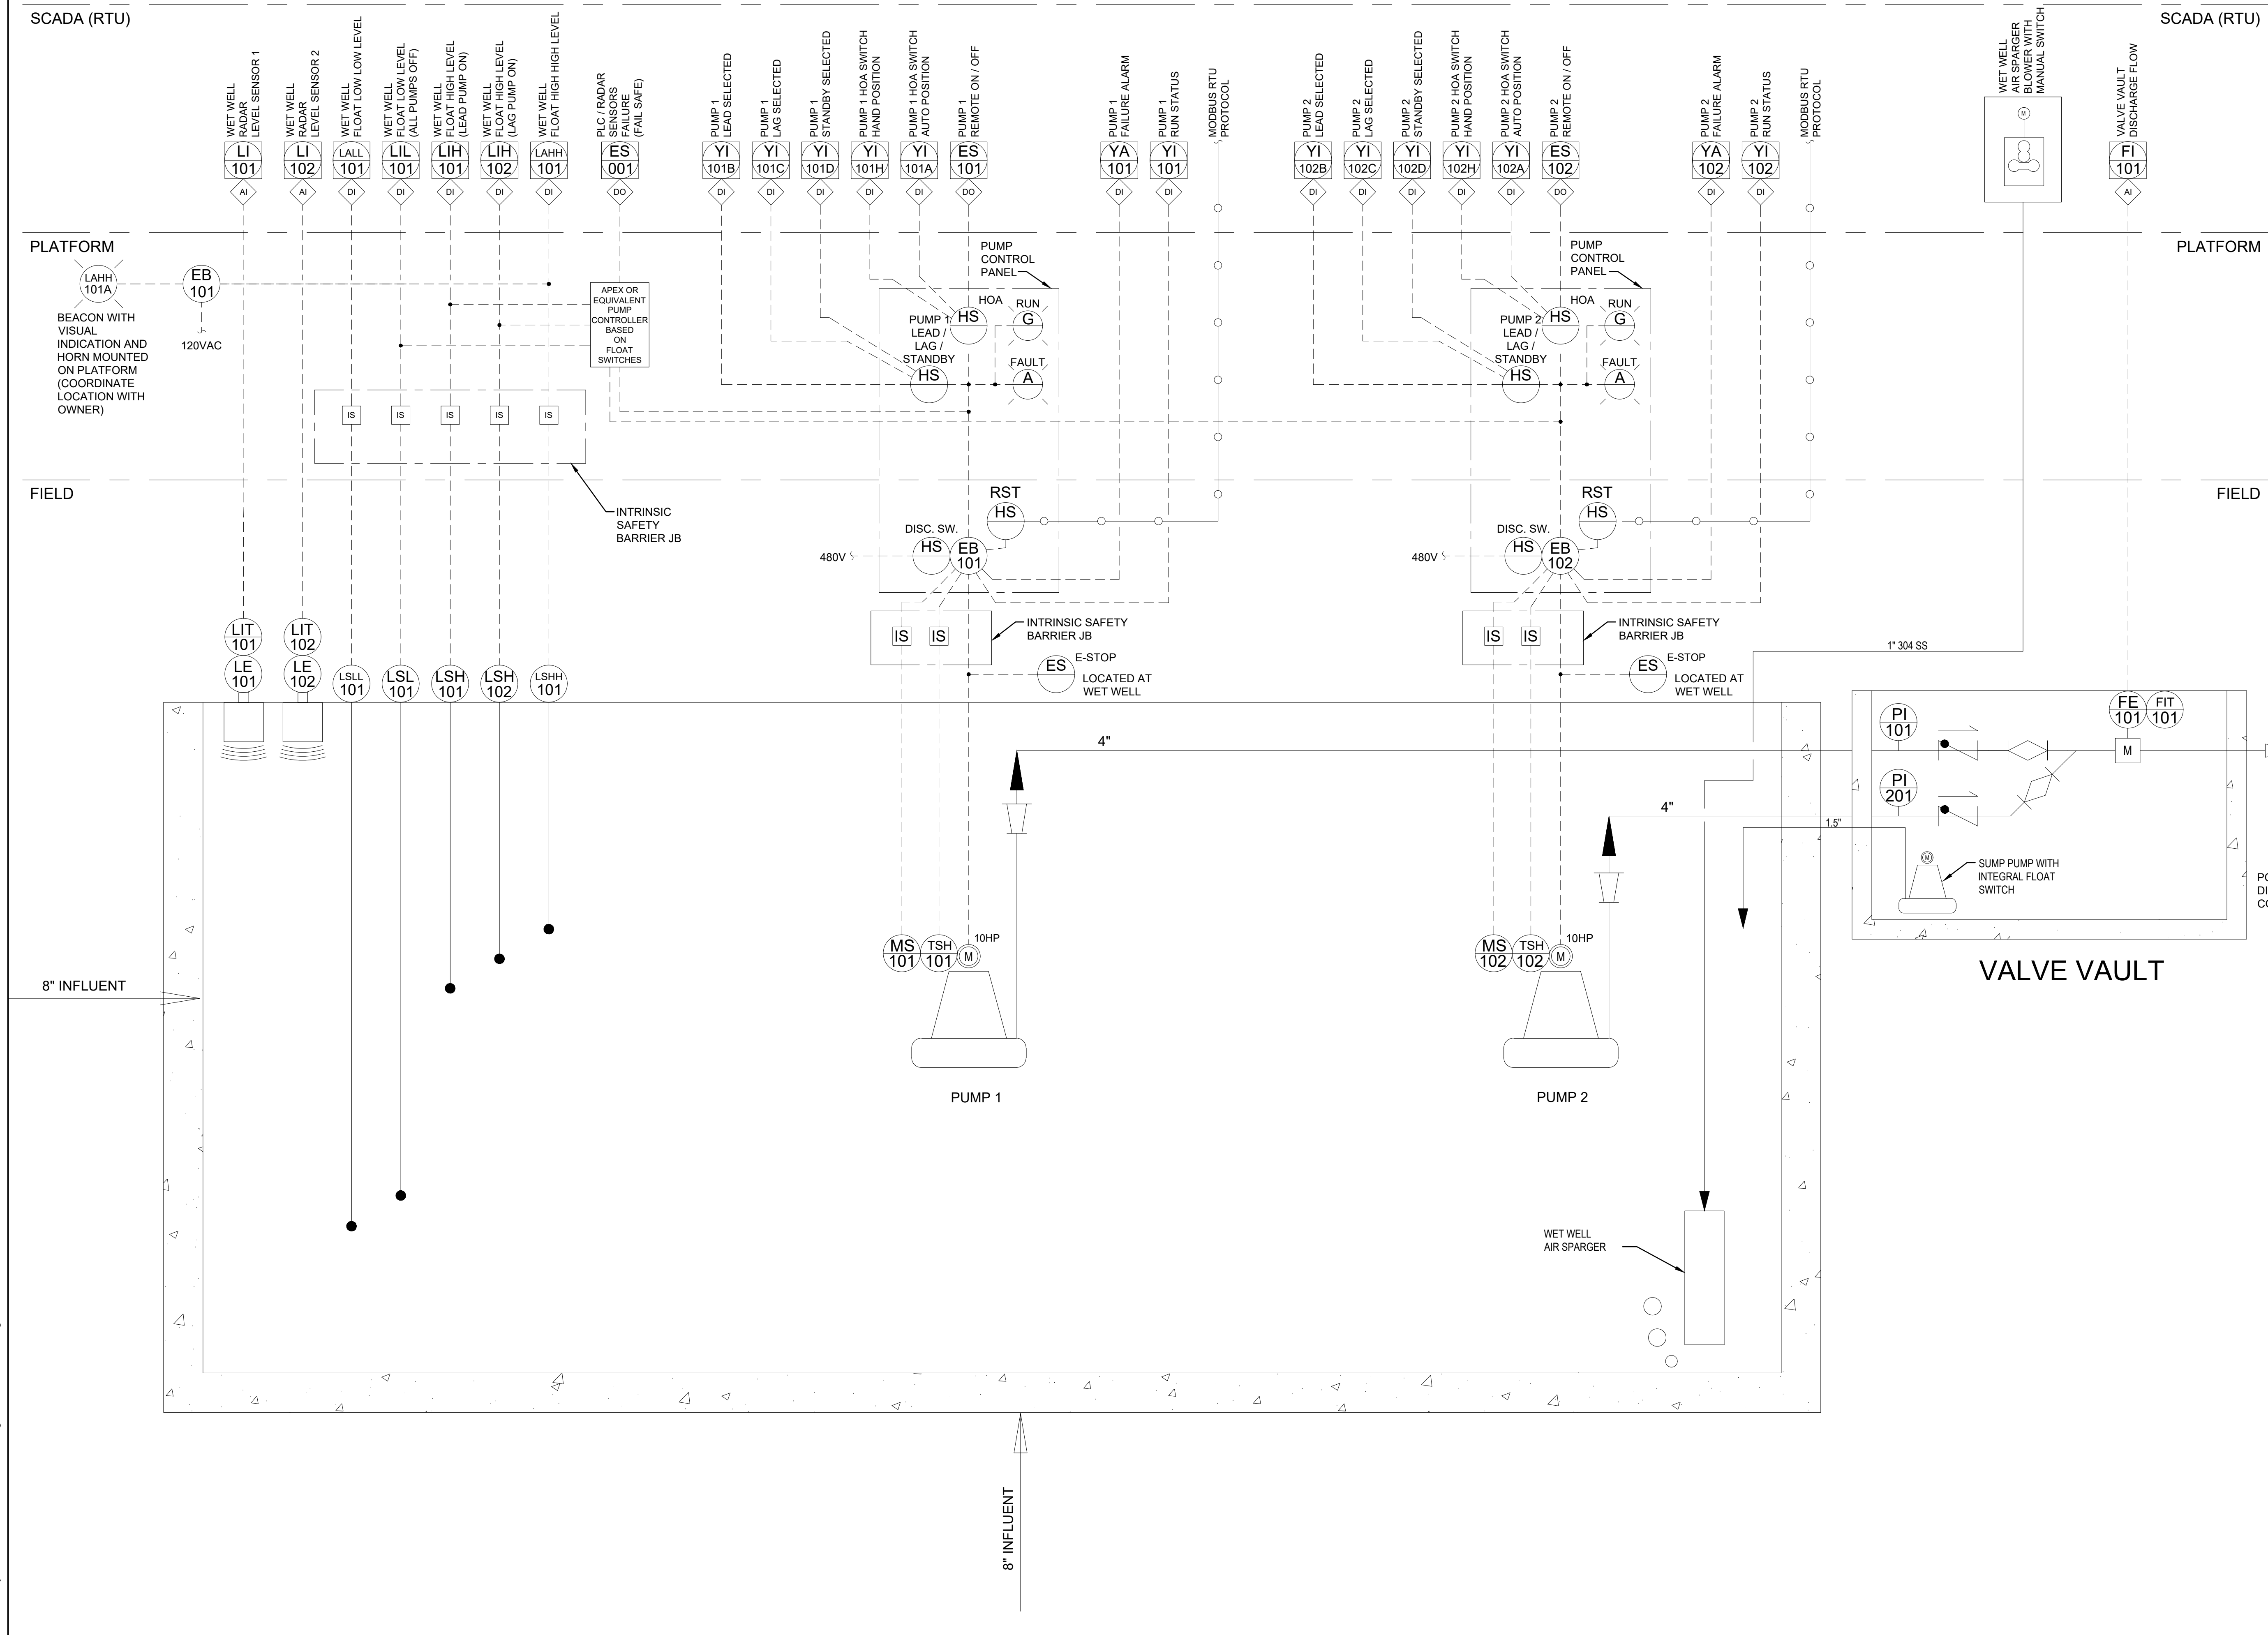 SCADA (RTU)
SCADA (RTU)
WET WELL
RADAR
LEVEL SENSOR 1
WET WELL
RADAR
LEVEL SENSOR 2
WET WELL
FLOAT LOW LOW LEVEL
WET WELL
FLOAT LOW LEVEL
(ALL PUMPS OFF)
WET WELL
FLOAT HIGH LEVEL
(LEAD PUMP ON)
WET WELL
FLOAT HIGH LEVEL
(LAG PUMP ON)
WET WELL
FLOAT HIGH HIGH LEVEL
PLC / RADAR
SENSORS
FAILURE
(FAIL SAFE)
PUMP 1
LEAD SELECTED
PUMP 1
LAG SELECTED
PUMP 1
STANDBY SELECTED
PUMP 1 HOA SWITCH
HAND POSITION
PUMP 1 HOA SWITCH
AUTO POSITION
PUMP 1
REMOTE ON / OFF
PUMP 1
FAILURE ALARM
PUMP 1
RUN STATUS
MODBUS RTU
PROTOCOL
PUMP 2
LEAD SELECTED
PUMP 2
LAG SELECTED
PUMP 2
STANDBY SELECTED
PUMP 2 HOA SWITCH
HAND POSITION
PUMP 2 HOA SWITCH
AUTO POSITION
PUMP 2
REMOTE ON / OFF
PUMP 2
FAILURE ALARM
PUMP 2
RUN STATUS
MODBUS RTU
PROTOCOL
WET WELL
AIR SPARGER
BLOWER WITH
MANUAL SWITCH
VALVE VAULT
DISCHARGE FLOW
M
LI
101
LI
102
LALL
101
LIL
101
LIH
101
LIH
102
LAHH
101
ES
001
YI
101B
YI
101C
YI
101D
YI
101H
YI
101A
ES
101
YA
101
YI
101
YI
102B
YI
102C
YI
102D
YI
102H
YI
102A
ES
102
YA
102
YI
102
FI
101
AI
AI
DI
DI
DI
DI
DI
DO
DI
DI
DI
DI
DI
DO
DI
DI
DI
DI
DI
DI
DI
DO
DI
DI
AI
PLATFORM
PLATFORM
LAHH
101A
EB
101
120VAC
BEACON WITH
VISUAL
INDICATION AND
HORN MOUNTED
ON PLATFORM
(COORDINATE
LOCATION WITH
OWNER)
APEX OR
EQUIVALENT
PUMP
CONTROLLER
BASED
ON
FLOAT
SWITCHES
PUMP
CONTROL
PANEL
HOA
HS
RUN
G
PUMP 1
LEAD /
LAG /
STANDBY
HS
FAULT
A
PUMP
CONTROL
PANEL
HOA
HS
RUN
G
PUMP 2
LEAD /
LAG /
STANDBY
HS
FAULT
A
IS
IS
IS
IS
IS
FIELD
FIELD
INTRINSIC
SAFETY
BARRIER JB
RST
HS
DISC. SW.
480V
HS
EB
101
RST
HS
DISC. SW.
480V
HS
EB
102
IS
IS
INTRINSIC SAFETY
BARRIER JB
ES
E-STOP
LOCATED AT
WET WELL
IS
IS
INTRINSIC SAFETY
BARRIER JB
ES
E-STOP
LOCATED AT
WET WELL
1" 304 SS
LIT
101
LE
101
LIT
102
LE
102
LSLL
101
LSL
101
LSH
101
LSH
102
LSHH
101
4"
4"
1.5"
PI
101
PI
201
FE
101
FIT
101
M
M
SUMP PUMP WITH
INTEGRAL FLOAT
SWITCH
VALVE VAULT
8" INFLUENT
MS
101
TSH
101
M
10HP
PUMP 1
MS
102
TSH
102
M
10HP
PUMP 2
WET WELL
AIR SPARGER
8" INFLUENT